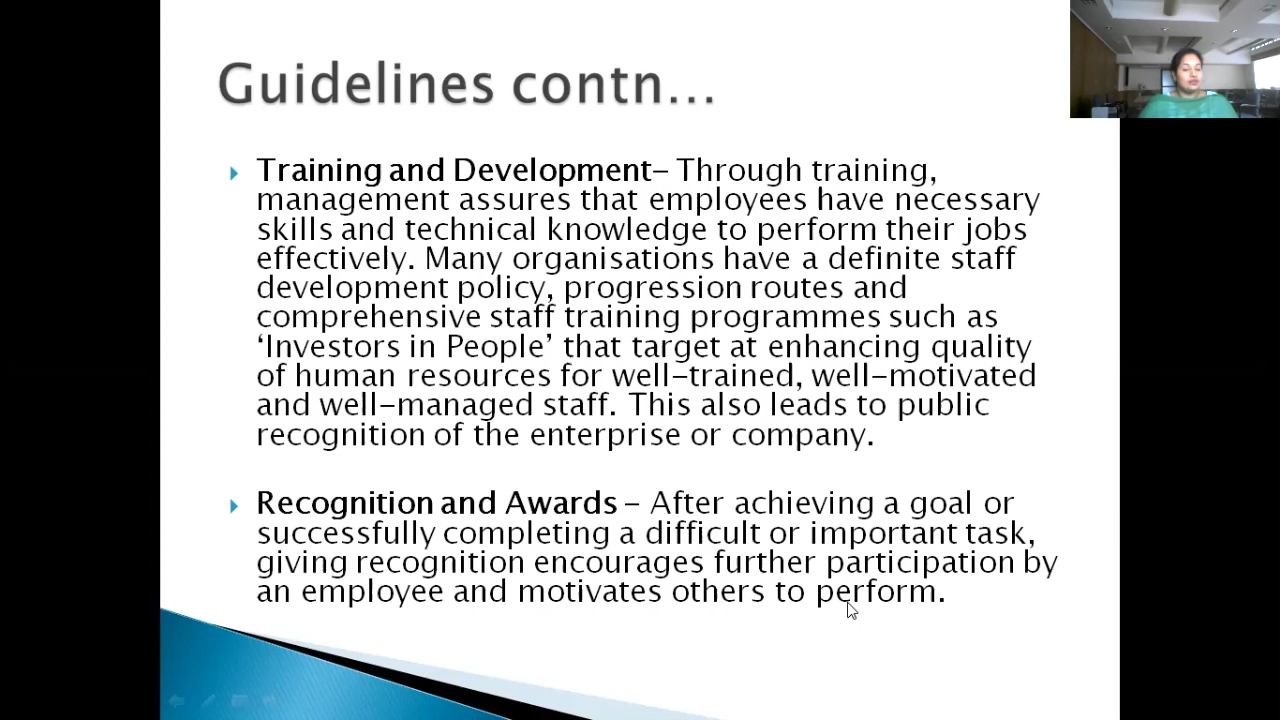 Guidelines contn...
Training and Development– Through training,
management assures that employees have necessary
skills and technical knowledge to perform their jobs
effectively. Many organisations have a definite staff
development policy, progression routes and
comprehensive staff training programmes such as
‘Investors in People’ that target at enhancing quality
of human resources for well-trained, well-motivated
and well-managed staff. This also leads to public
recognition of the enterprise or company.
Recognition and Awards – After achieving a goal or
successfully completing a difficult or important task,
giving recognition encourages further participation by
an employee and motivates others to perform.